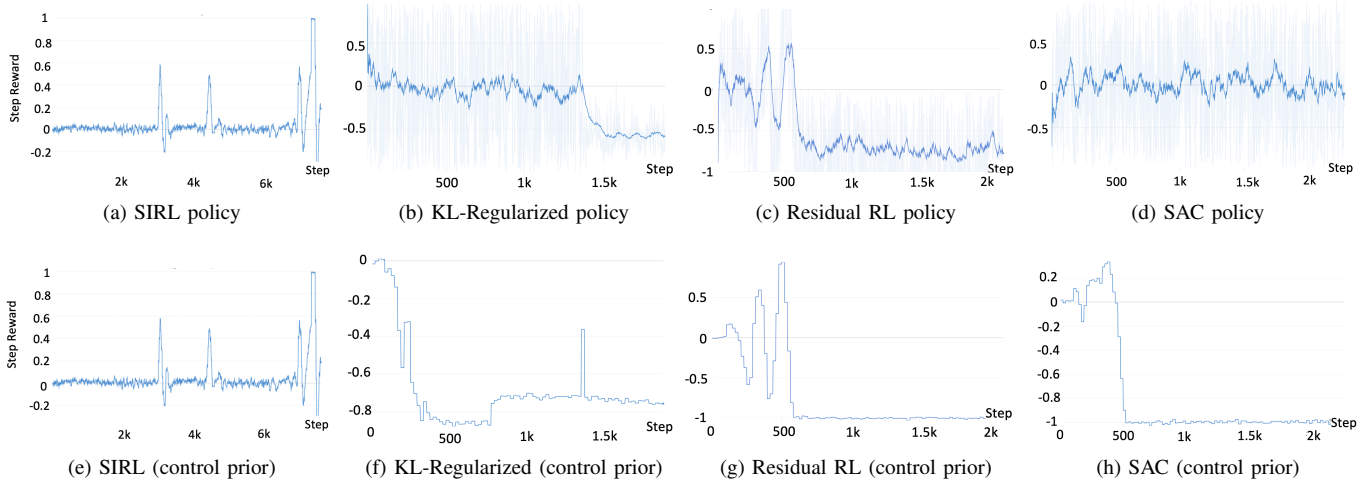 Step Reward
1
0.8
0.6
0.4
0.2
0
-0.2
2k
4k
6k
Step
(a) SIRL policy
0.5
0
-0.5
500
1k
1.5k
Step
(b) KL-Regularized policy
0.5
0
-0.5
-1
500
1k
1.5k
2k
Step
(c) Residual RL policy
0.5
0
-0.5
500
1k
1.5k
2k
Step
(d) SAC policy
Step Reward
1
0.8
0.6
0.4
0.2
0
-0.2
2k
4k
6k
Step
(e) SIRL (control prior)
0
-0.2
-0.4
-0.6
-0.8
0
500
1k
1.5k
Step
(f) KL-Regularized (control prior)
0.5
0
-0.5
-1
0
500
1k
1.5k
2k
Step
(g) Residual RL (control prior)
0.2
0
-0.2
-0.4
-0.6
-0.8
-1
0
500
1k
1.5k
2k
Step
(h) SAC (control prior)